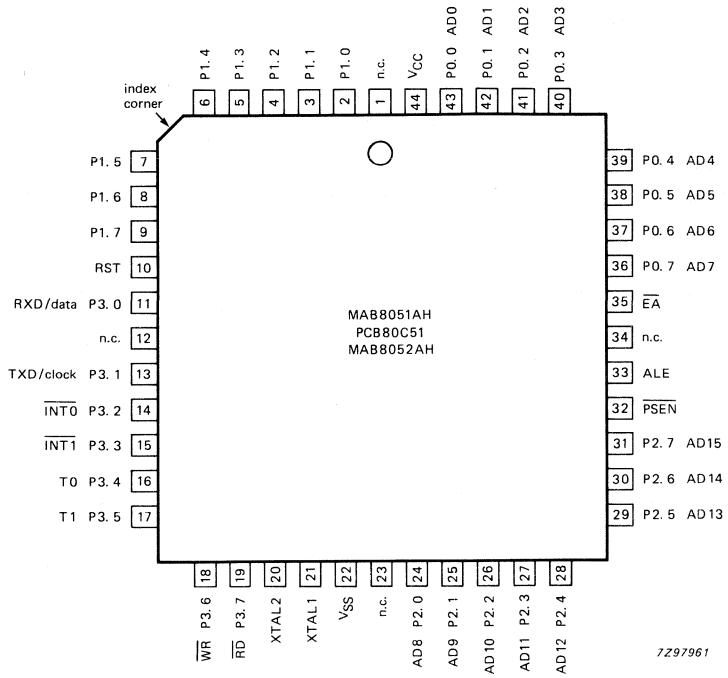 P1.4
P1.3
P1.2
P1.1
P1.0
n.c.
VCC
P0.0 AD0
P0.1 AD1
P0.2 AD2
P0.3 AD3
index
corner
6
5
4
3
2
1
44
43
42
41
40
P1.5 7
P1.6 8
P1.7 9
RST 10
RXD/data P3.0 11
n.c. 12
TXD/clock P3.1 13
INT0 P3.2 14
INT1 P3.3 15
T0 P3.4 16
T1 P3.5 17
MAB8051AH
PCB80C51
MAB8052AH
39 P0.4 AD4
38 P0.5 AD5
37 P0.6 AD6
36 P0.7 AD7
35 EA
34 n.c.
33 ALE
32 PSEN
31 P2.7 AD15
30 P2.6 AD14
29 P2.5 AD13
18
19
20
21
22
23
24
25
26
27
28
WR P3.6
RD P3.7
XTAL2
XTAL1
VSS
n.c.
AD8 P2.0
AD9 P2.1
AD10 P2.2
AD11 P2.3
AD12 P2.4
7Z97961